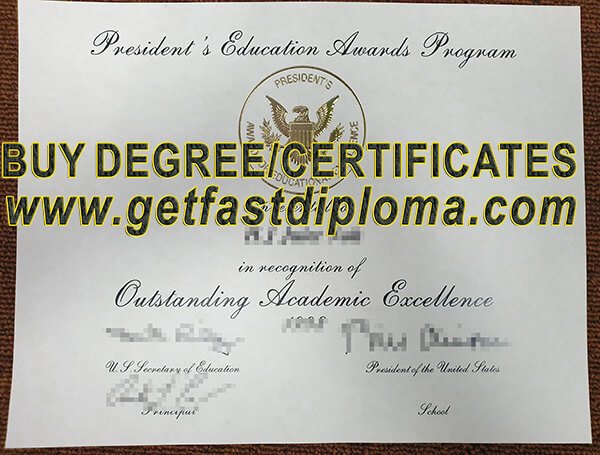 President's Education Awards Program
PRESIDENT'S
BUY DEGREE/CERTIFICATES
EDUCATIONAL
www.getfastdiploma.com
in recognition of
Outstanding Academic Excellence
U.S. Secretary of Education
President of the United States
Principal
School